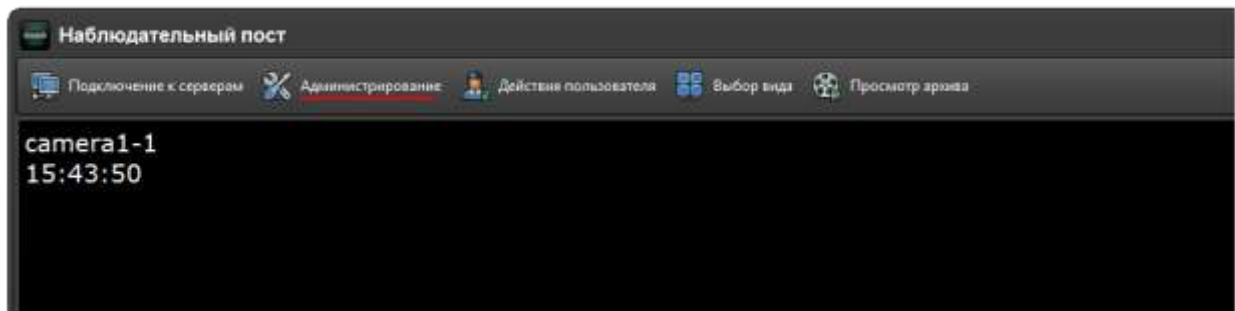 Наблюдательный пост
Подключение к серверам Администрирование Действия пользователя Выбор вида Просмотр архива
camera1-1
15:43:50